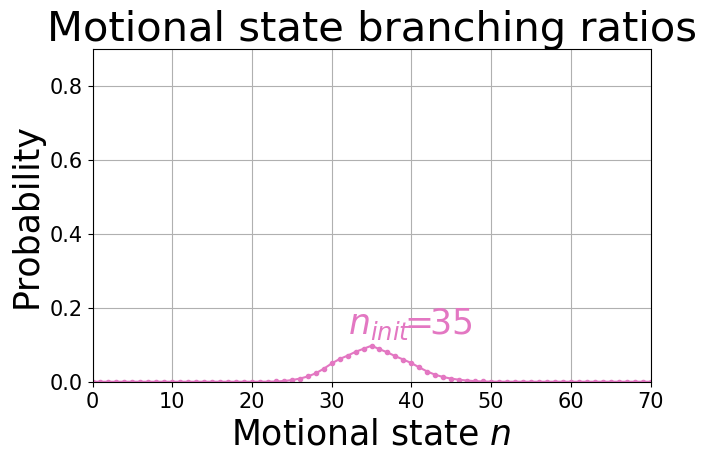 Motional state branching ratios
Probability
0.8
0.6
0.4
0.2
0.0
n_init=35
0 10 20 30 40 50 60 70
Motional state n